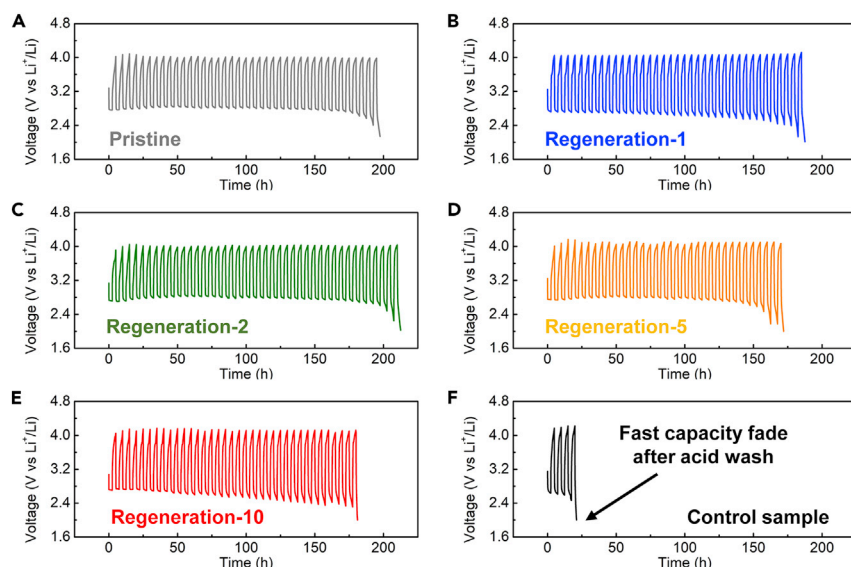 A
4.8
4.0
3.2
2.4
1.6
Voltage (V vs Li⁺/Li)
Pristine
0 50 100 150 200
Time (h)
B
4.8
4.0
3.2
2.4
1.6
Voltage (V vs Li⁺/Li)
Regeneration-1
0 50 100 150 200
Time (h)
C
4.8
4.0
3.2
2.4
1.6
Voltage (V vs Li⁺/Li)
Regeneration-2
0 50 100 150 200
Time (h)
D
4.8
4.0
3.2
2.4
1.6
Voltage (V vs Li⁺/Li)
Regeneration-5
0 50 100 150 200
Time (h)
E
4.8
4.0
3.2
2.4
1.6
Voltage (V vs Li⁺/Li)
Regeneration-10
0 50 100 150 200
Time (h)
F
4.8
4.0
3.2
2.4
1.6
Voltage (V vs Li⁺/Li)
Fast capacity fade
after acid wash
Control sample
0 50 100 150 200
Time (h)